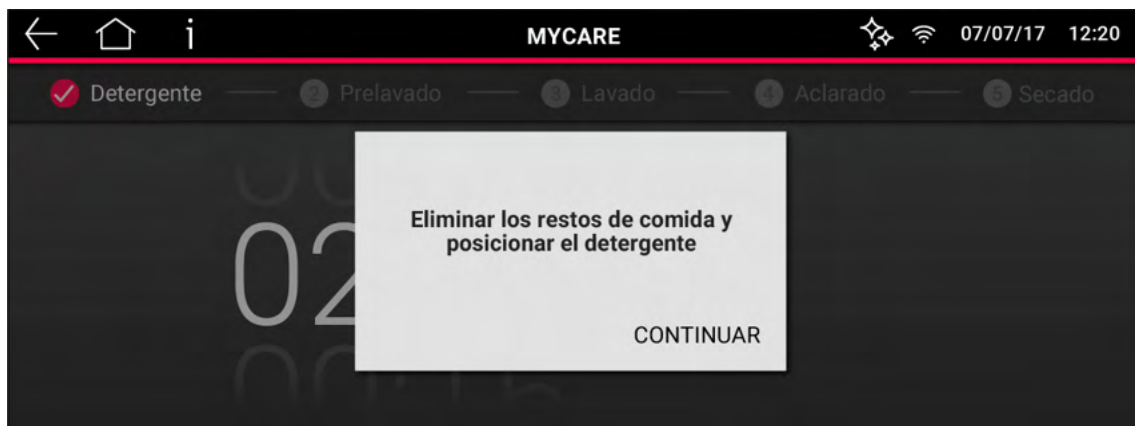 i MYCARE 07/07/17 12:20
Detergente 2 Prelavado 3 Lavado 4 Aclarado 5 Secado
Eliminar los restos de comida y
posicionar el detergente
02
CONTINUAR